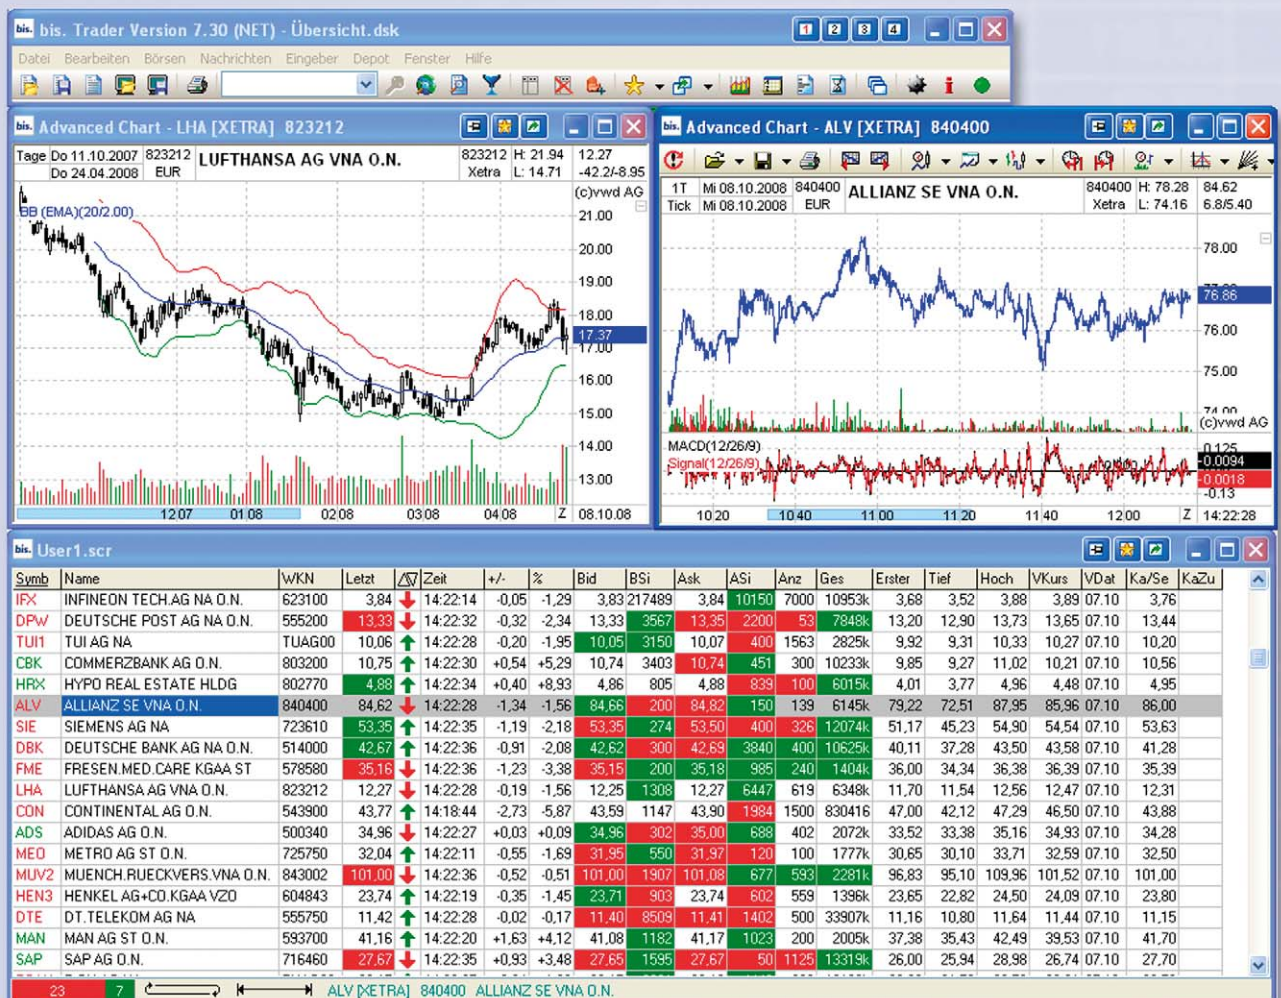 bis. bis. Trader Version 7.30 (NET) - Übersicht.dsk 1 2 3 4
Datei Bearbeiten Börsen Nachrichten Eingeber Depot Fenster Hilfe
bis. Advanced Chart - LHA [XETRA] 823212
Tage Do 11.10.2007 823212 LUFTHANSA AG VNA O.N. 823212 H: 21.94 12.27
Do 24.04.2008 EUR Xetra L: 14.71 -42.2/-8.95
(c)vwd AG
BB (EMA)(20/2.00)
21.00
20.00
19.00
18.00
17.37
17.00
16.00
15.00
14.00
13.00
12.07 01.08 02.08 03.08 04.08 Z 08.10.08
bis. Advanced Chart - ALV [XETRA] 840400
1T Mi 08.10.2008 840400 ALLIANZ SE VNA O.N. 840400 H: 78.28 84.62
Tick Mi 08.10.2008 EUR Xetra L: 74.16 6.8/5.40
78.00
76.86
76.00
75.00
74.00
(c)vwd AG
MACD(12/26/9)
Signal(12/26/9)
0.125
-0.0094
-0.0018
-0.13
10:20 10:40 11:00 11:20 11:40 12:00 Z 14:22:28
bis. User1.scr
Symb Name WKN Letzt Zeit +/- % Bid BSi Ask ASi Anz Ges Erster Tief Hoch VKurs VDat Ka/Se KaZu
IFX INFINEON TECH.AG NA O.N. 623100 3,84 14:22:14 -0,05 -1,29 3,83 217489 3,84 10150 7000 10953k 3,68 3,52 3,88 3,89 07.10 3,76
DPW DEUTSCHE POST AG NA O.N. 555200 13,33 14:22:32 -0,32 -2,34 13,33 3567 13,35 2200 53 7848k 13,20 12,90 13,73 13,65 07.10 13,44
TUI1 TUI AG NA TUAG00 10,06 14:22:28 -0,20 -1,95 10,05 3150 10,07 400 1563 2825k 9,92 9,31 10,33 10,27 07.10 10,20
CBK COMMERZBANK AG O.N. 803200 10,75 14:22:30 +0,54 +5,29 10,74 3403 10,74 451 300 10233k 9,85 9,27 11,02 10,21 07.10 10,56
HRX HYPO REAL ESTATE HLDG 802770 4,88 14:22:34 +0,40 +8,93 4,86 805 4,88 839 100 6015k 4,01 3,77 4,96 4,48 07.10 4,95
ALV ALLIANZ SE VNA O.N. 840400 84,62 14:22:28 -1,34 -1,56 84,66 200 84,82 150 139 6145k 79,22 72,51 87,95 85,96 07.10 86,00
SIE SIEMENS AG NA 723610 53,35 14:22:35 -1,19 -2,18 53,35 274 53,50 400 326 12074k 51,17 45,23 54,90 54,54 07.10 53,63
DBK DEUTSCHE BANK AG NA O.N. 514000 42,67 14:22:36 -0,91 -2,08 42,62 300 42,69 3840 400 10625k 40,11 37,28 43,50 43,58 07.10 41,28
FME FRESEN.MED.CARE KGAA ST 578580 35,16 14:22:36 -1,23 -3,38 35,15 200 35,18 985 240 1404k 36,00 34,34 36,38 36,39 07.10 35,39
LHA LUFTHANSA AG VNA O.N. 823212 12,27 14:22:28 -0,19 -1,56 12,25 1308 12,27 6447 619 6348k 11,70 11,54 12,56 12,47 07.10 12,31
CON CONTINENTAL AG O.N. 543900 43,77 14:18:44 -2,73 -5,87 43,59 1147 43,90 1984 1500 830416 47,00 42,12 47,29 46,50 07.10 43,88
ADS ADIDAS AG O.N. 500340 34,96 14:22:27 +0,03 +0,09 34,96 302 35,00 688 402 2072k 33,52 33,38 35,16 34,93 07.10 34,28
MEO METRO AG ST O.N. 725750 32,04 14:22:11 -0,55 -1,69 31,95 550 31,97 120 100 1777k 30,65 30,10 33,71 32,59 07.10 32,50
MUV2 MUENCH.RUECKVERS.VNA O.N. 843002 101,00 14:22:36 -0,52 -0,51 101,00 1907 101,08 677 593 2281k 96,83 95,10 109,96 101,52 07.10 101,00
HEN3 HENKEL AG+CO.KGAA VZO 604843 23,74 14:22:19 -0,35 -1,45 23,71 903 23,74 602 559 1396k 23,65 22,82 24,50 24,09 07.10 23,80
DTE DT.TELEKOM AG NA 555750 11,42 14:22:28 -0,02 -0,17 11,40 8509 11,41 1402 500 33907k 11,16 10,80 11,64 11,44 07.10 11,15
MAN MAN AG ST O.N. 593700 41,16 14:22:20 +1,63 +4,12 41,08 1182 41,17 1023 200 2005k 37,38 35,43 42,49 39,53 07.10 41,70
SAP SAP AG O.N. 716460 27,67 14:22:35 +0,93 +3,48 27,65 1595 27,67 50 1125 13319k 26,00 25,94 28,98 26,74 07.10 27,70
23 7 ALV [XETRA] 840400 ALLIANZ SE VNA O.N.